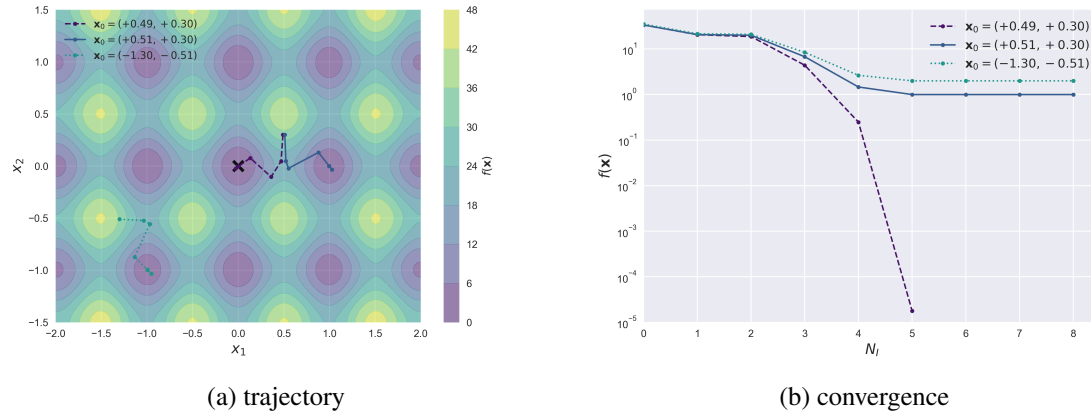 1.5
1.0
0.5
0.0
−0.5
−1.0
−1.5
x₂
−2.0 −1.5 −1.0 −0.5 0.0 0.5 1.0 1.5 2.0
x₁
x₀ = (+0.49, +0.30)
x₀ = (+0.51, +0.30)
x₀ = (−1.30, −0.51)
48
42
36
30
24
18
12
6
0
f(x)
(a) trajectory
10¹
10⁰
10⁻¹
10⁻²
10⁻³
10⁻⁴
10⁻⁵
f(x)
0 1 2 3 4 5 6 7 8
N_I
x₀ = (+0.49, +0.30)
x₀ = (+0.51, +0.30)
x₀ = (−1.30, −0.51)
(b) convergence